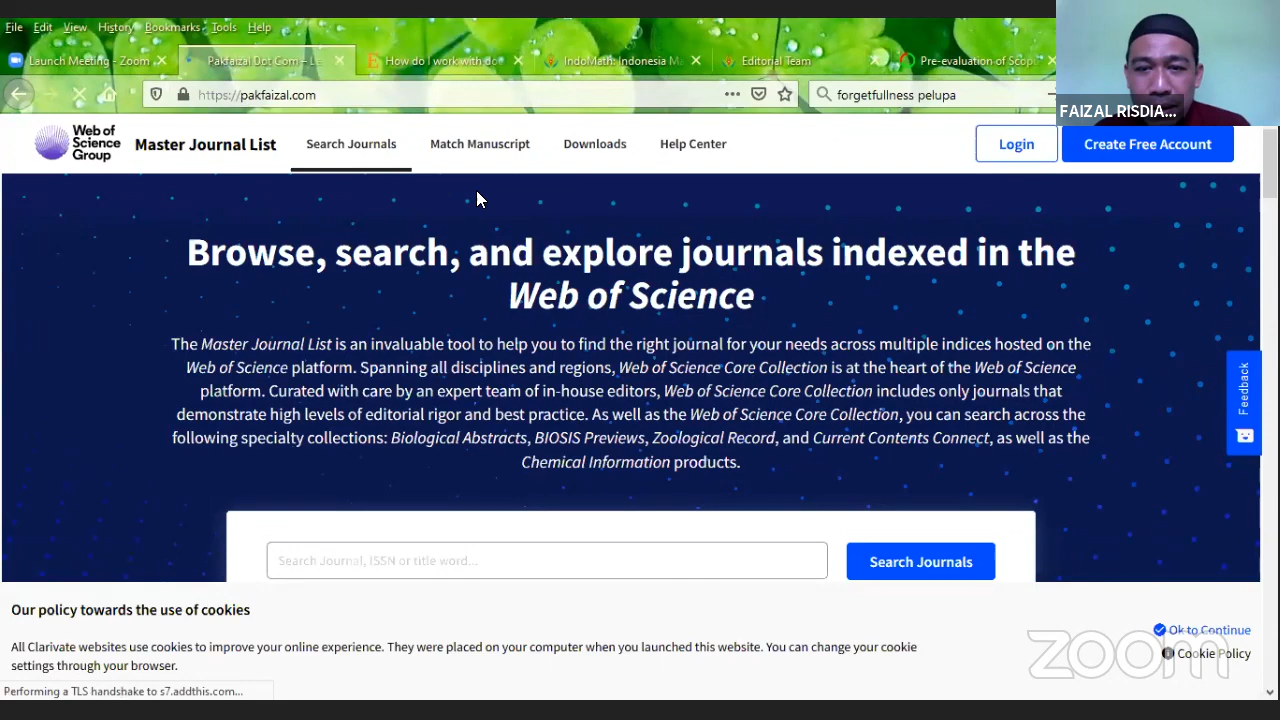 File Edit View History Bookmarks Tools Help
Launch Meeting - Zoom
Pakfaizal Dot Com – Le
How do I work with do
IndoMath: Indonesia Ma
Editorial Team
Pre-evaluation of Scop
https://pakfaizal.com
forgetfullness pelupa
FAIZAL RISDIA...
Web of Science Group
Master Journal List
Search Journals
Match Manuscript
Downloads
Help Center
Login
Create Free Account
Browse, search, and explore journals indexed in the
Web of Science
The Master Journal List is an invaluable tool to help you to find the right journal for your needs across multiple indices hosted on the
Web of Science platform. Spanning all disciplines and regions, Web of Science Core Collection is at the heart of the Web of Science
platform. Curated with care by an expert team of in-house editors, Web of Science Core Collection includes only journals that
demonstrate high levels of editorial rigor and best practice. As well as the Web of Science Core Collection, you can search across the
following specialty collections: Biological Abstracts, BIOSIS Previews, Zoological Record, and Current Contents Connect, as well as the
Chemical Information products.
Feedback
Search Journal, ISSN or title word...
Search Journals
Our policy towards the use of cookies
All Clarivate websites use cookies to improve your online experience. They were placed on your computer when you launched this website. You can change your cookie
settings through your browser.
Ok to Continue
Cookie Policy
zoom
Performing a TLS handshake to s7.addthis.com...